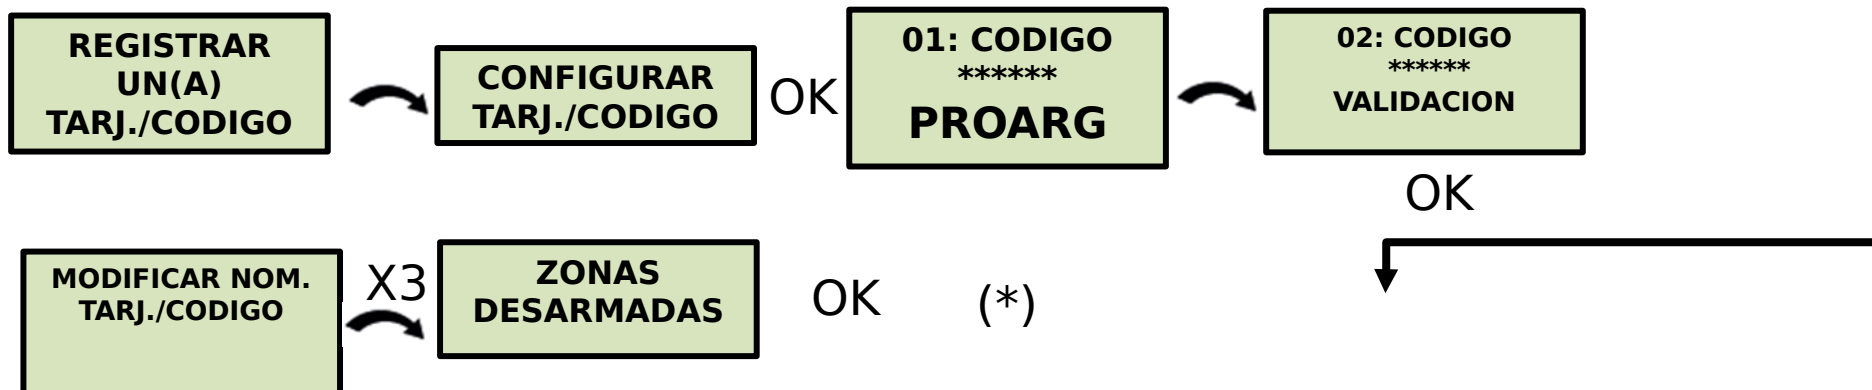 REGISTRAR
UN(A)
TARJ./CODIGO
CONFIGURAR
TARJ./CODIGO
OK
01: CODIGO
******
PROARG
02: CODIGO
******
VALIDACION
OK
MODIFICAR NOM.
TARJ./CODIGO
X3
ZONAS
DESARMADAS
OK
(*)